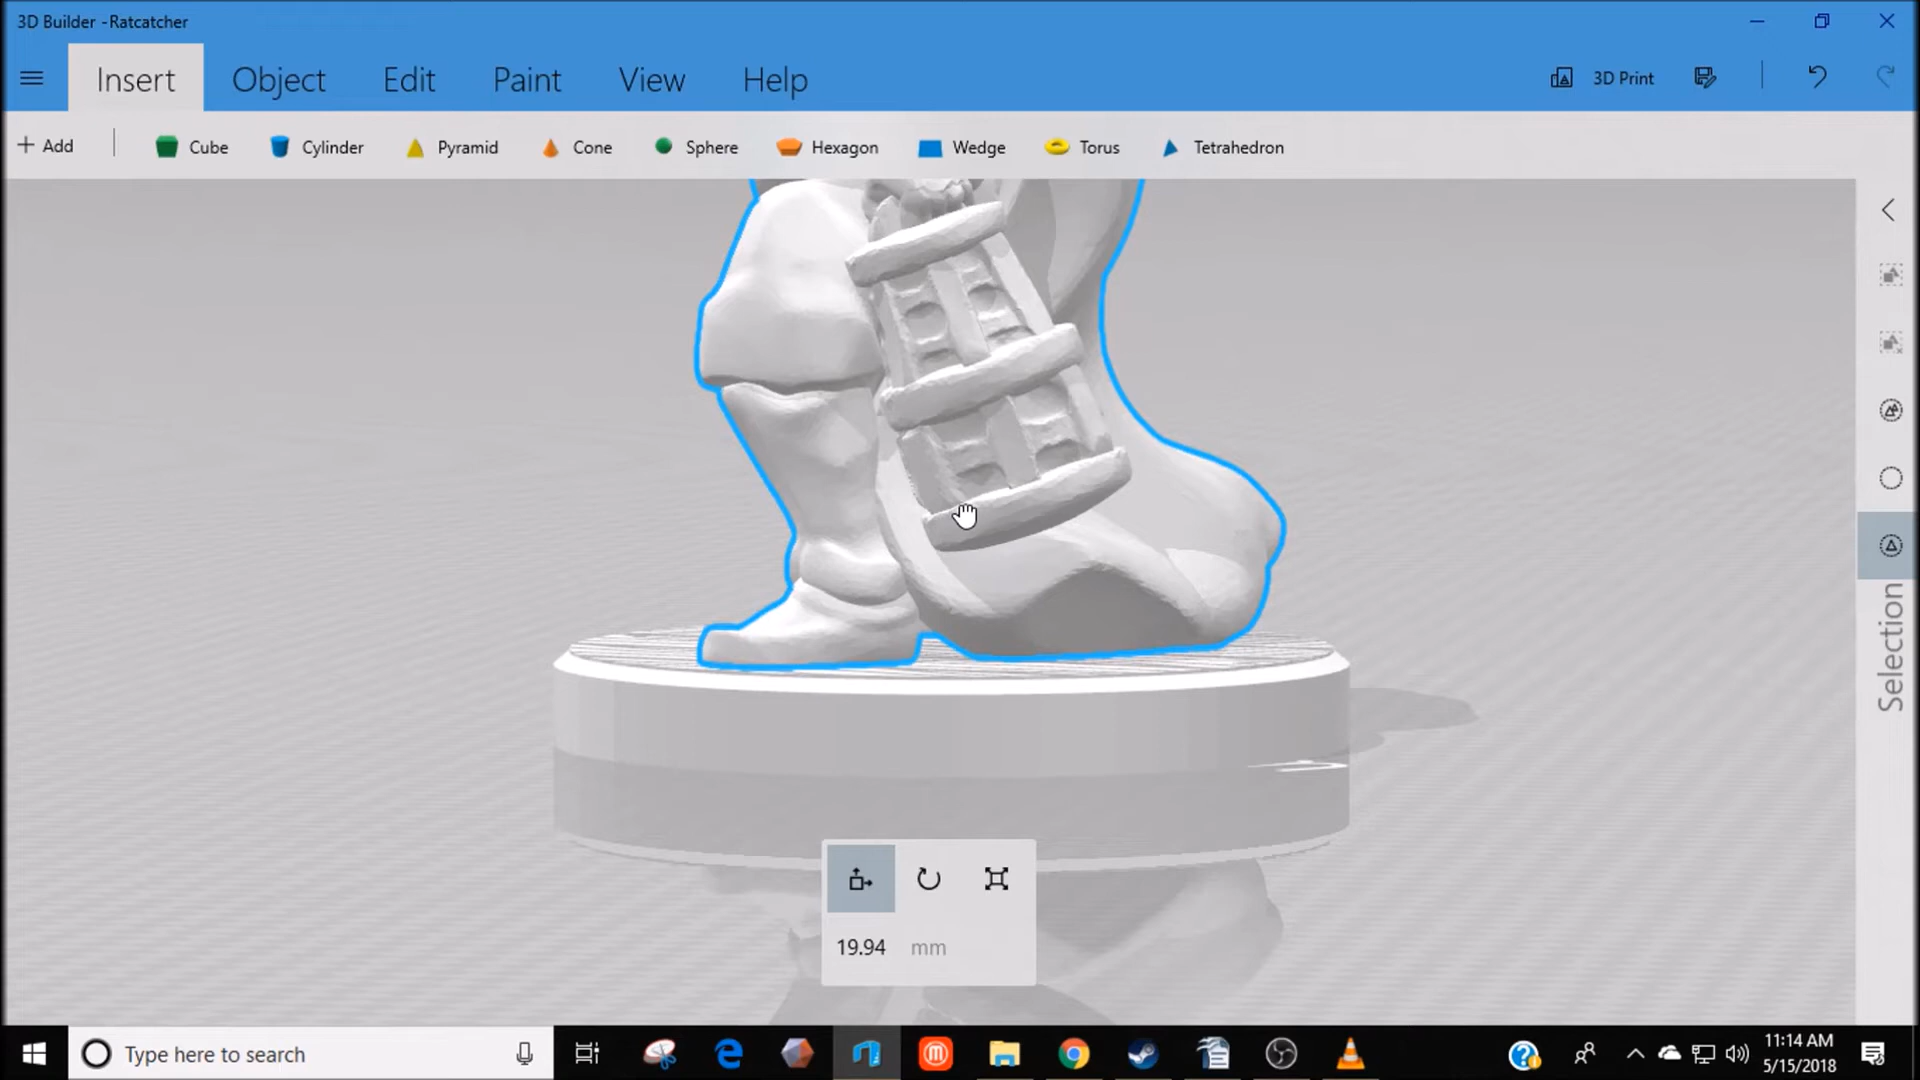 3D Builder -Ratcatcher
Insert Object Edit Paint View Help 3D Print
Add Cube Cylinder Pyramid Cone Sphere Hexagon Wedge Torus Tetrahedron
Selection
19.94 mm
Type here to search
11:14 AM
5/15/2018